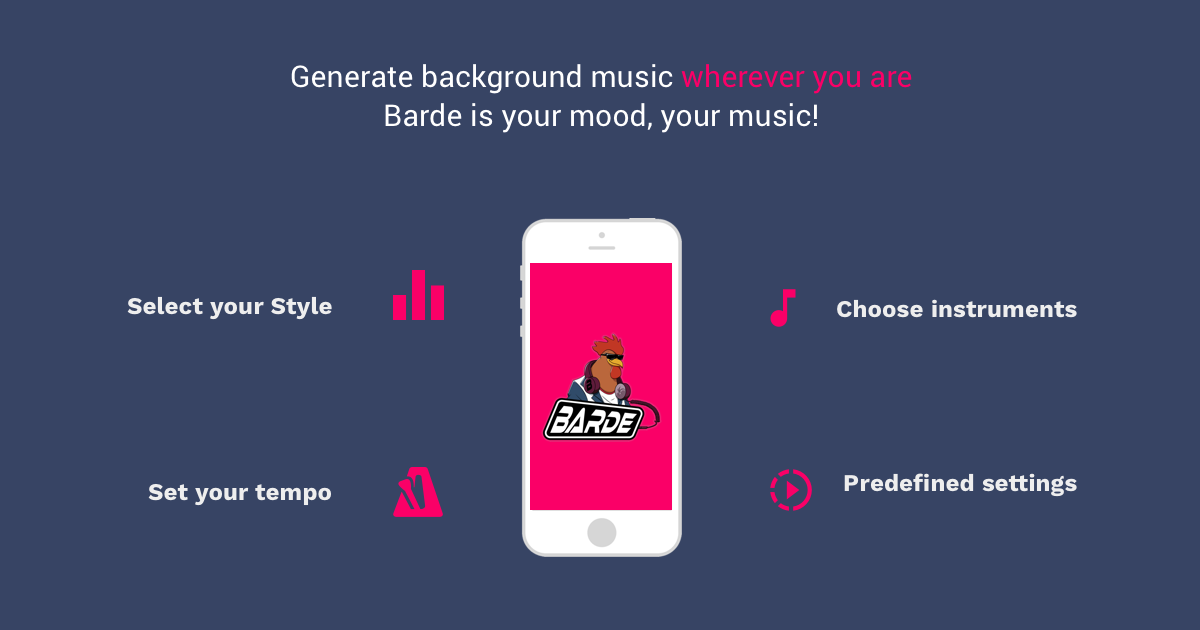 Generate background music wherever you are
Barde is your mood, your music!
Select your Style
Choose instruments
BARDE
Set your tempo
Predefined settings